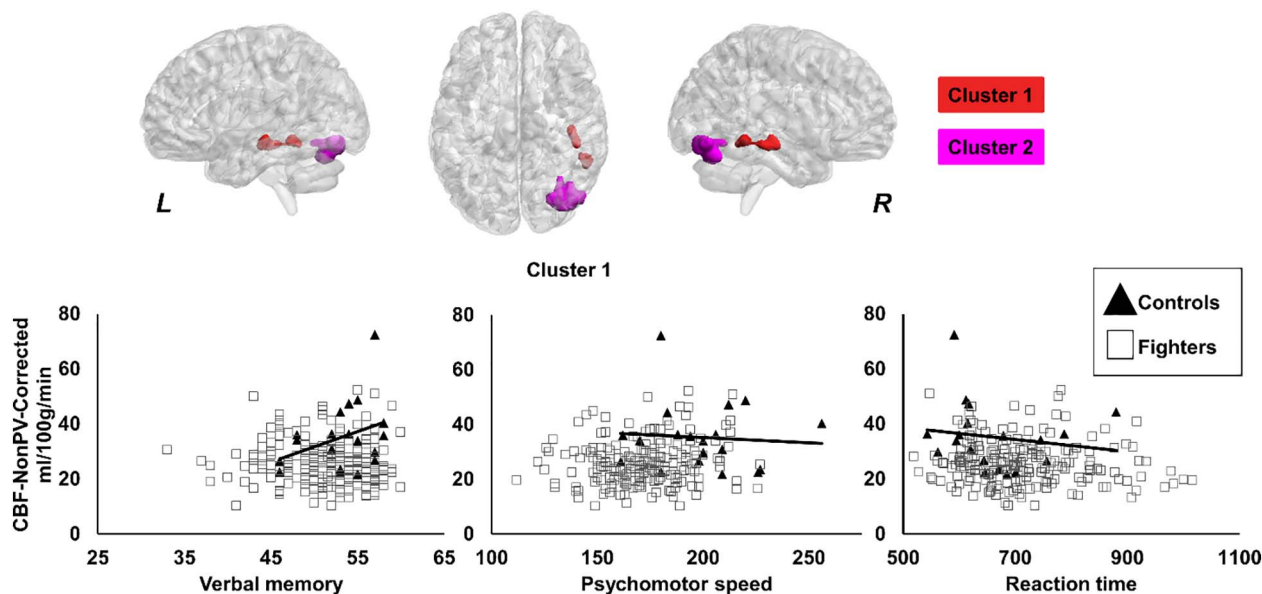 Cluster 1
Cluster 2
L
R
Cluster 1
Controls
Fighters
CBF-NonPV-Corrected
ml/100g/min
80
60
40
20
0
25
35
45
55
65
Verbal memory
80
60
40
20
0
100
150
200
250
Psychomotor speed
80
60
40
20
0
500
700
900
1100
Reaction time